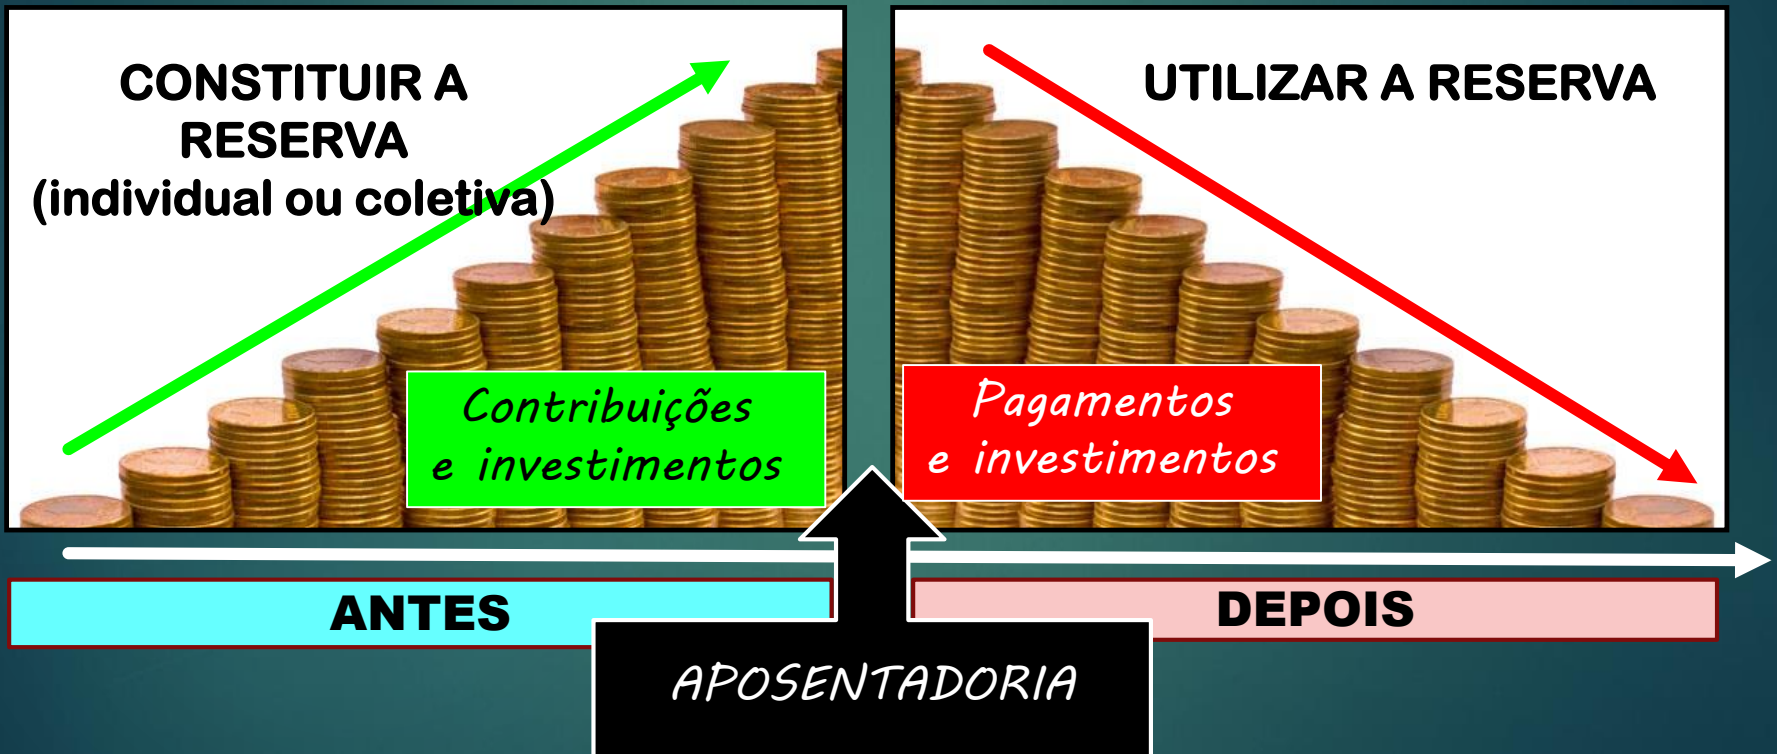 CONSTITUIR A
RESERVA
(individual ou coletiva)
UTILIZAR A RESERVA
Contribuições
e investimentos
Pagamentos
e investimentos
ANTES
DEPOIS
APOSENTADORIA